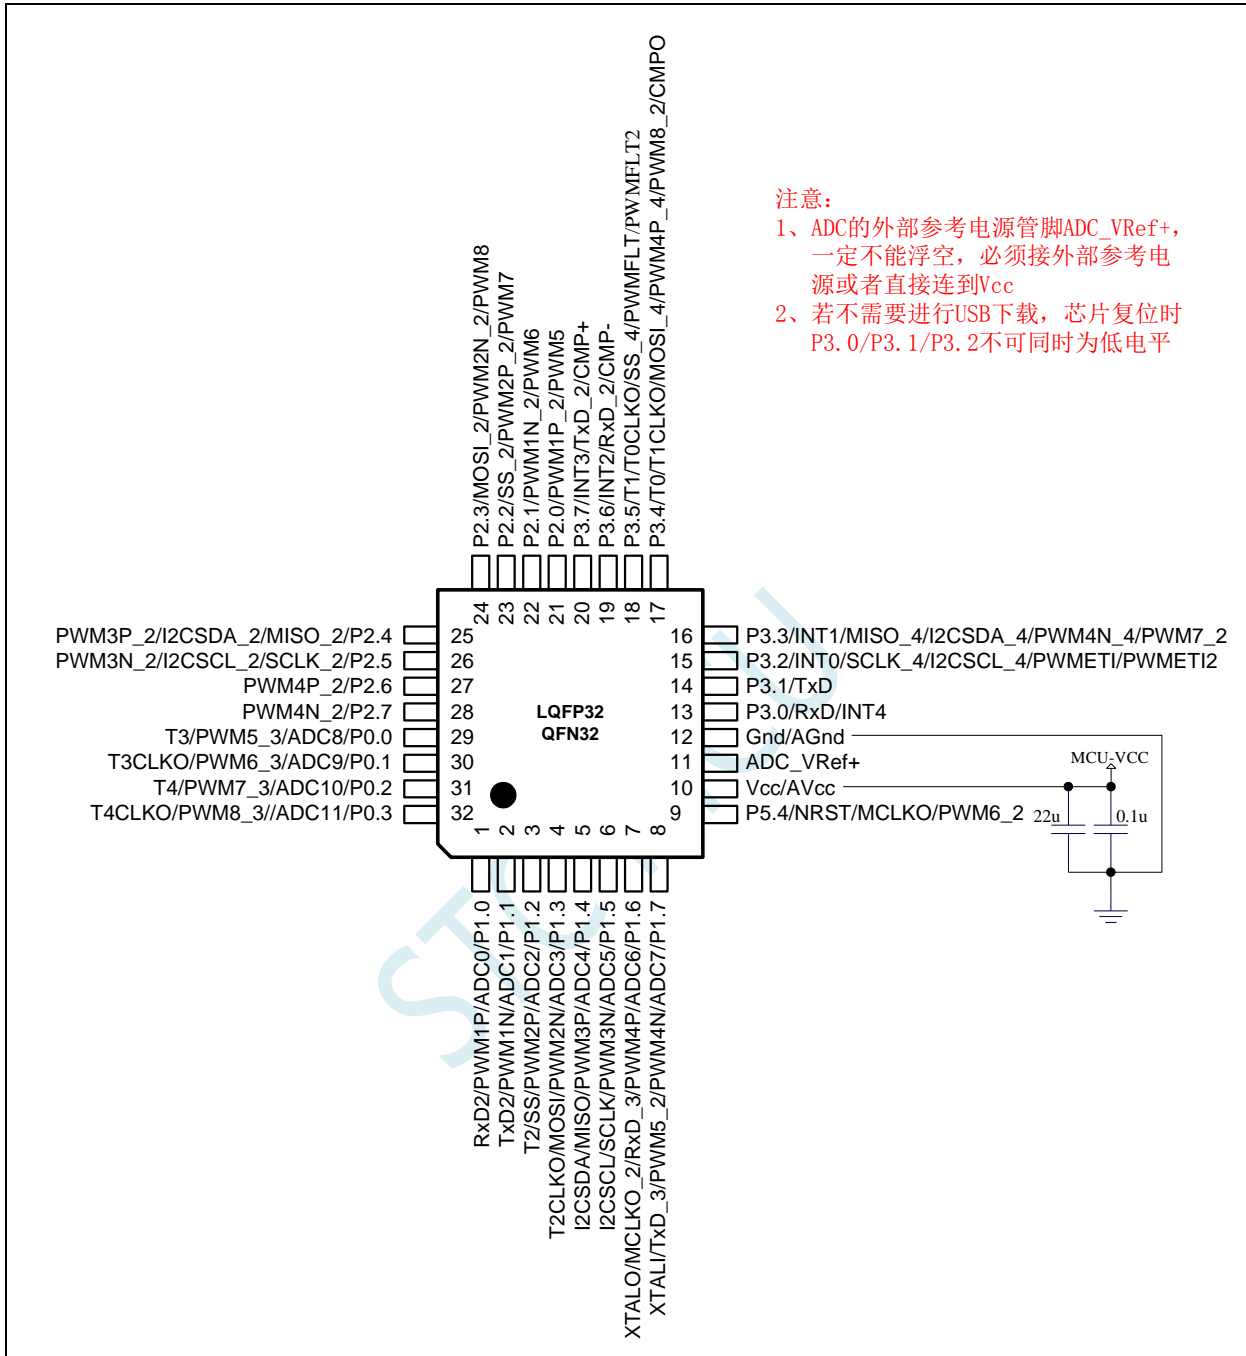 P2.3/MOSI_2/PWM2N_2/PWM8
P2.2/SS_2/PWM2P_2/PWM7
P2.1/PWM1N_2/PWM6
P2.0/PWM1P_2/PWM5
P3.7/INT3/TxD_2/CMP+
P3.6/INT2/RxD_2/CMP-
P3.5/T1/T0CLKO/SS_4/PWMFLT/PWMFLT2
P3.4/T0/T1CLKO/MOSI_4/PWM4P_4/PWM8_2/CMPO
注意：
1、ADC的外部参考电源管脚ADC_VRef+，
一定不能浮空，必须接外部参考电
源或者直接连到Vcc
2、若不需要进行USB下载，芯片复位时
P3.0/P3.1/P3.2不可同时为低电平
24
23
22
21
20
19
18
17
PWM3P_2/I2CSDA_2/MISO_2/P2.4
PWM3N_2/I2CSCL_2/SCLK_2/P2.5
PWM4P_2/P2.6
PWM4N_2/P2.7
T3/PWM5_3/ADC8/P0.0
T3CLKO/PWM6_3/ADC9/P0.1
T4/PWM7_3/ADC10/P0.2
T4CLKO/PWM8_3//ADC11/P0.3
25
26
27
28
29
30
31
32
LQFP32
QFN32
16
15
14
13
12
11
10
9
P3.3/INT1/MISO_4/I2CSDA_4/PWM4N_4/PWM7_2
P3.2/INT0/SCLK_4/I2CSCL_4/PWMETI/PWMETI2
P3.1/TxD
P3.0/RxD/INT4
Gnd/AGnd
ADC_VRef+
Vcc/AVcc
P5.4/NRST/MCLKO/PWM6_2
MCU-VCC
22u
0.1u
1
2
3
4
5
6
7
8
RxD2/PWM1P/ADC0/P1.0
TxD2/PWM1N/ADC1/P1.1
T2/SS/PWM2P/ADC2/P1.2
T2CLKO/MOSI/PWM2N/ADC3/P1.3
I2CSDA/MISO/PWM3P/ADC4/P1.4
I2CSCL/SCLK/PWM3N/ADC5/P1.5
XTALO/MCLKO_2/RxD_3/PWM4P/ADC6/P1.6
XTALI/TxD_3/PWM5_2/PWM4N/ADC7/P1.7